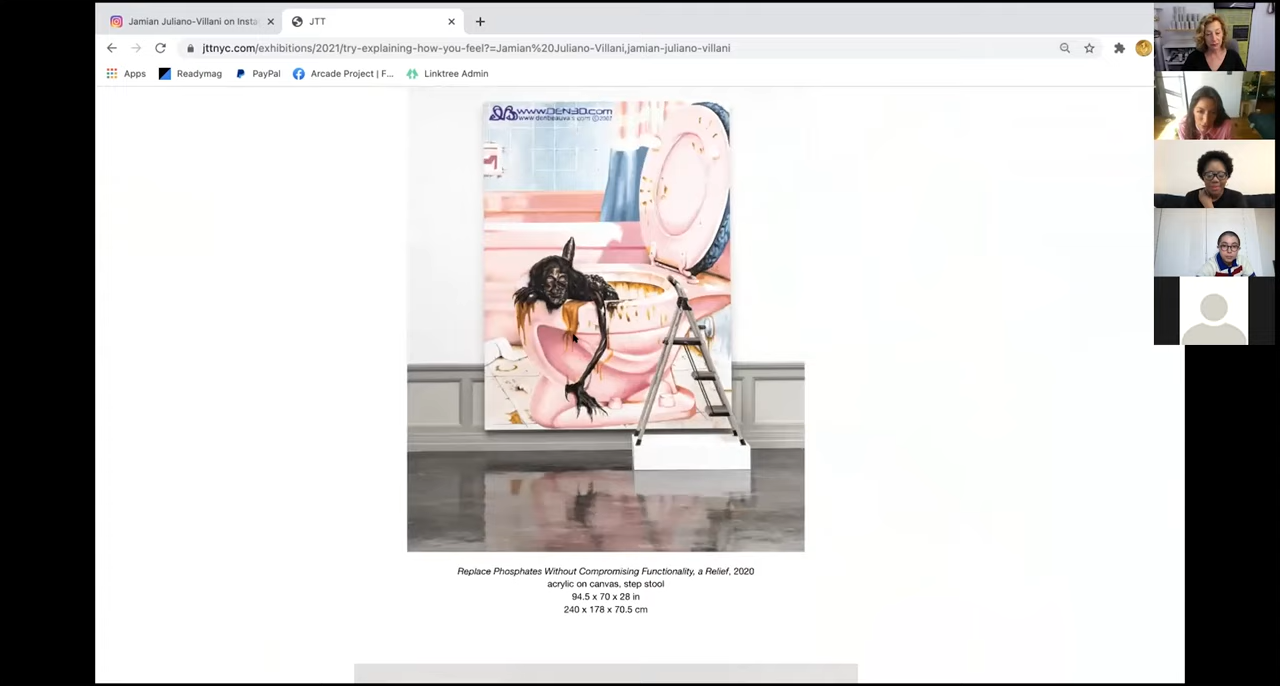 Jamian Juliano-Villani on Insta
JTT
jttnyc.com/exhibitions/2021/try-explaining-how-you-feel?=Jamian%20Juliano-Villani,jamian-juliano-villani
Apps
Readymag
PayPal
Arcade Project | F...
Linktree Admin
www.DEN3D.com
Replace Phosphates Without Compromising Functionality, a Relief, 2020
acrylic on canvas, step stool
94.5 x 70 x 28 in
240 x 178 x 70.5 cm